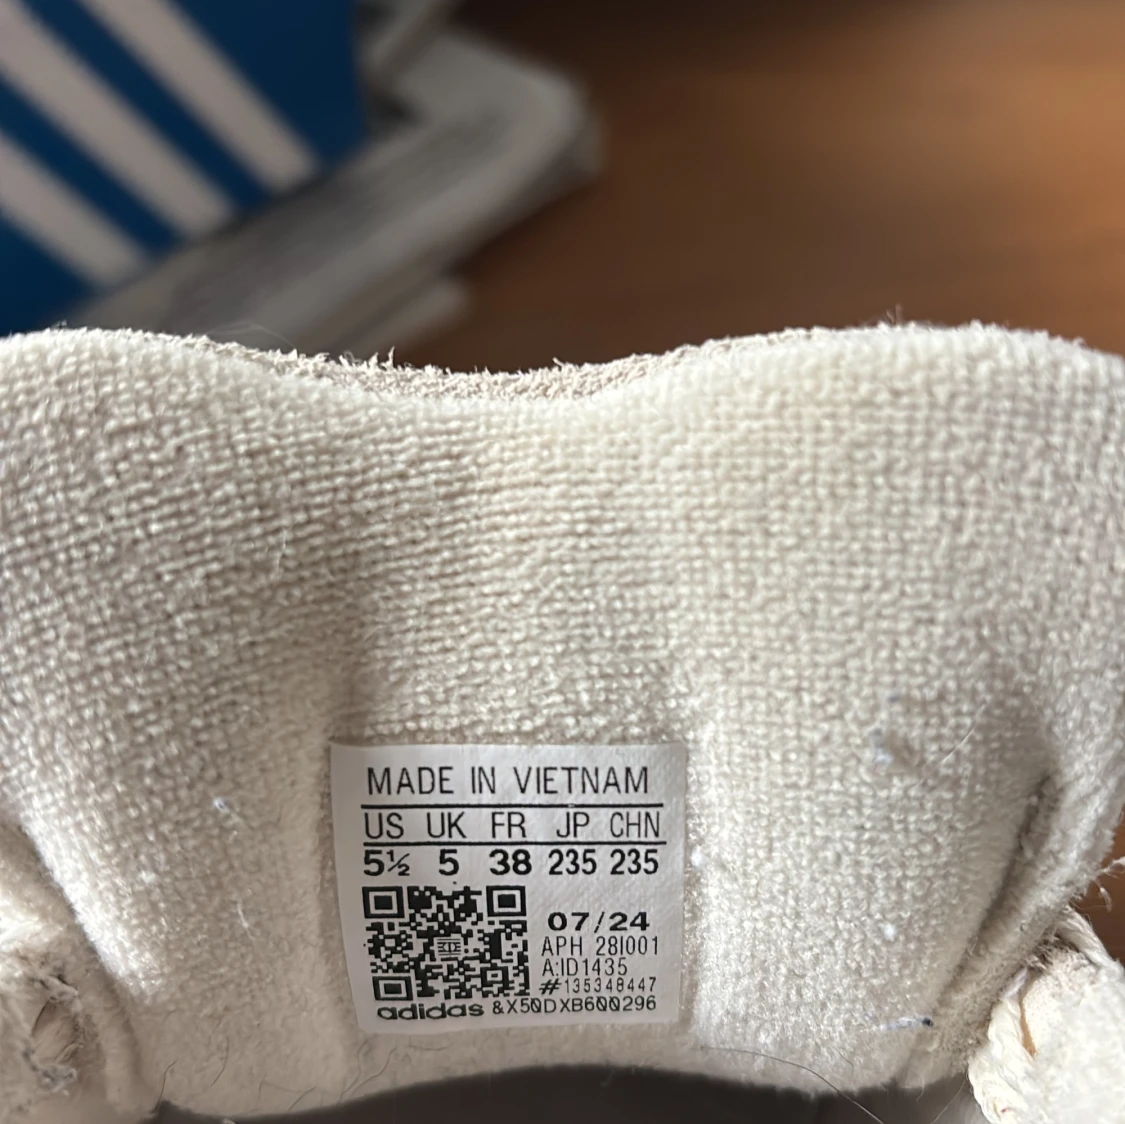 MADE IN VIETNAM
US UK FR JP CHN
5½ 5 38 235 235
07/24
APH 28I001
A:ID1435
#135348447
adidas &X50DXB600296